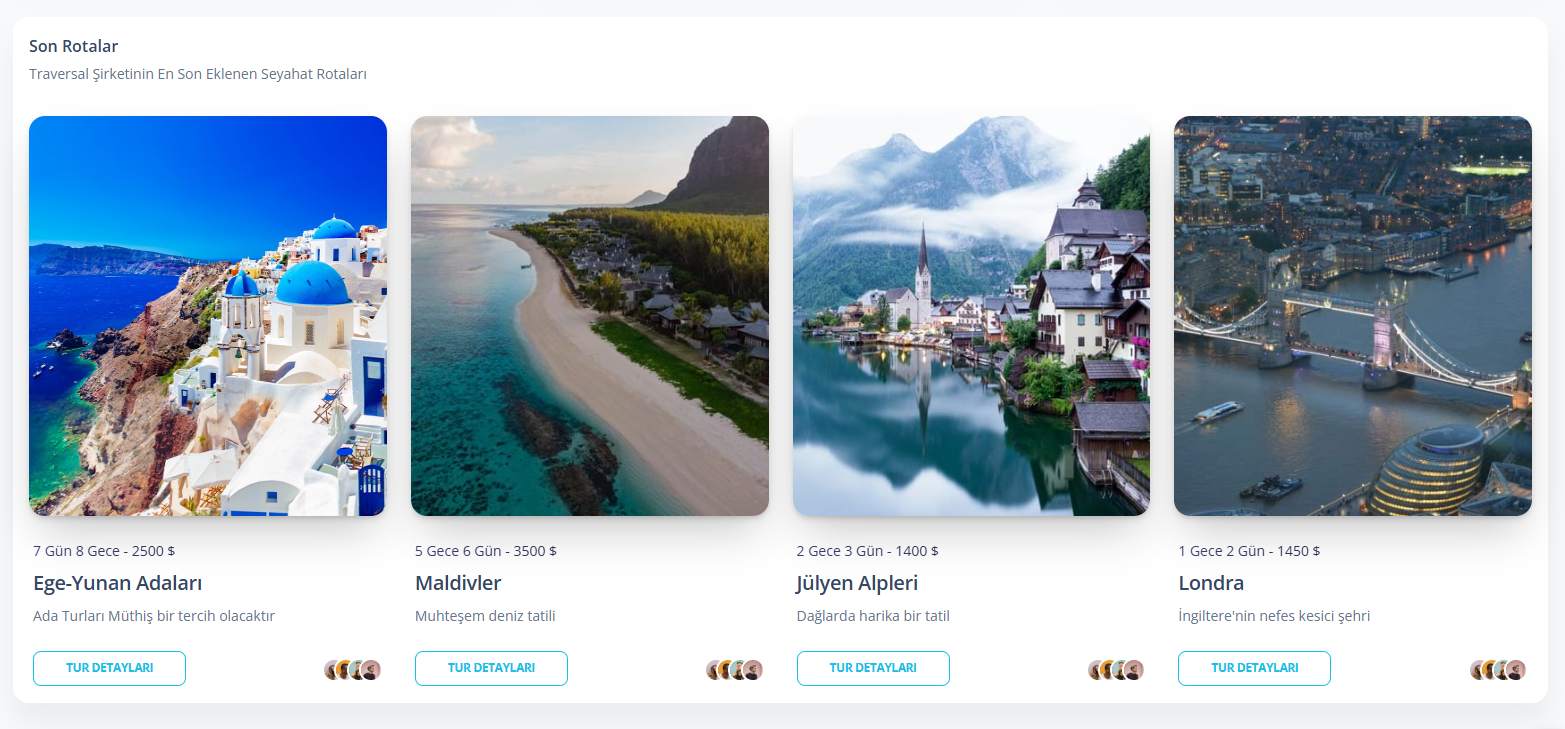 Son Rotalar
Traversal Şirketinin En Son Eklenen Seyahat Rotaları
7 Gün 8 Gece - 2500 $
Ege-Yunan Adaları
Ada Turları Müthiş bir tercih olacaktır
TUR DETAYLARI
5 Gece 6 Gün - 3500 $
Maldivler
Muhteşem deniz tatili
TUR DETAYLARI
2 Gece 3 Gün - 1400 $
Jülyen Alpleri
Dağlarda harika bir tatil
TUR DETAYLARI
1 Gece 2 Gün - 1450 $
Londra
İngiltere'nin nefes kesici şehri
TUR DETAYLARI